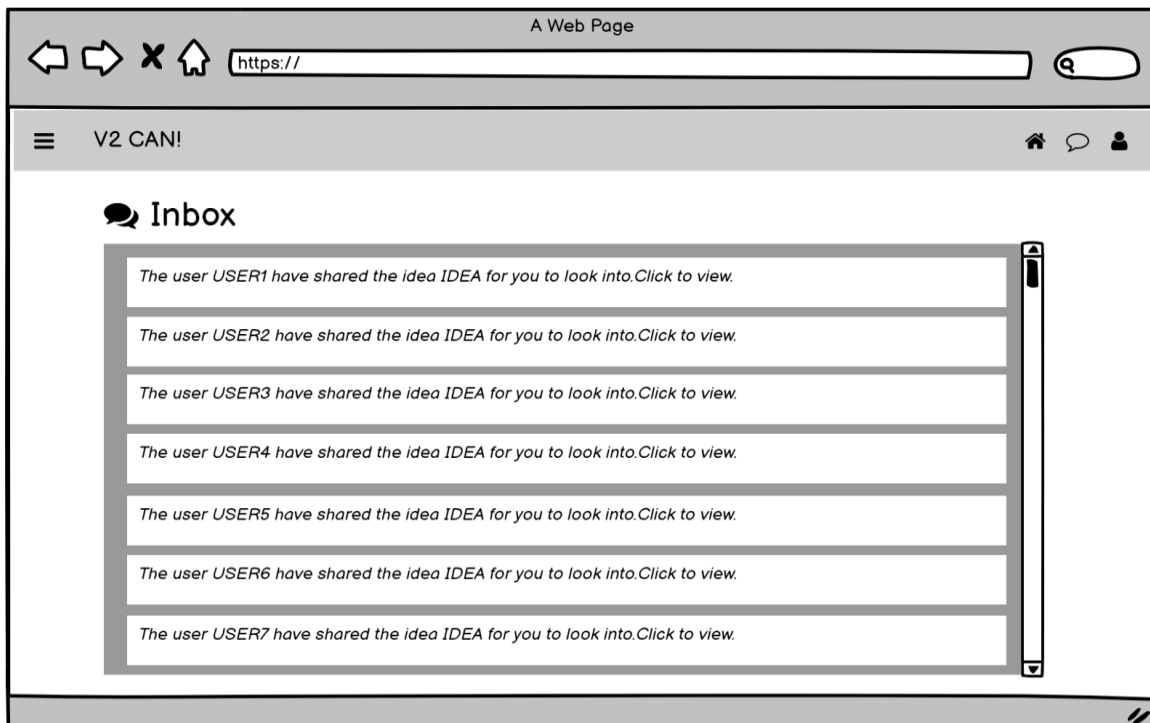 A Web Page
https://
V2 CAN!
Inbox
The user USER1 have shared the idea IDEA for you to look into.Click to view.
The user USER2 have shared the idea IDEA for you to look into.Click to view.
The user USER3 have shared the idea IDEA for you to look into.Click to view.
The user USER4 have shared the idea IDEA for you to look into.Click to view.
The user USER5 have shared the idea IDEA for you to look into.Click to view.
The user USER6 have shared the idea IDEA for you to look into.Click to view.
The user USER7 have shared the idea IDEA for you to look into.Click to view.